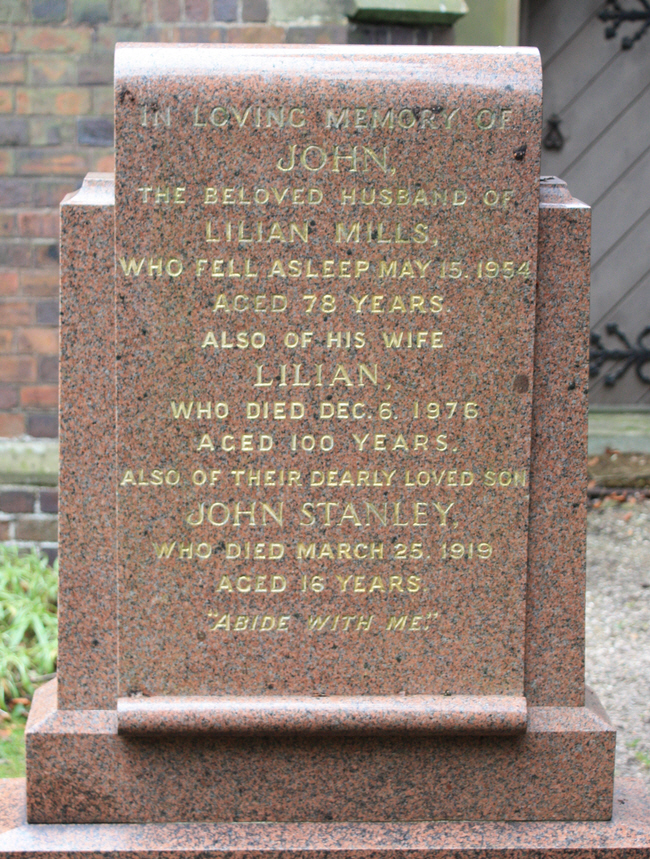 IN LOVING MEMORY OF
JOHN,
THE BELOVED HUSBAND OF
LILIAN MILLS,
WHO FELL ASLEEP MAY 15. 1954
AGED 78 YEARS.
ALSO OF HIS WIFE
LILIAN,
WHO DIED DEC. 6. 1976
AGED 100 YEARS.
ALSO OF THEIR DEARLY LOVED SON
JOHN STANLEY,
WHO DIED MARCH 25. 1919
AGED 16 YEARS.
"ABIDE WITH ME."